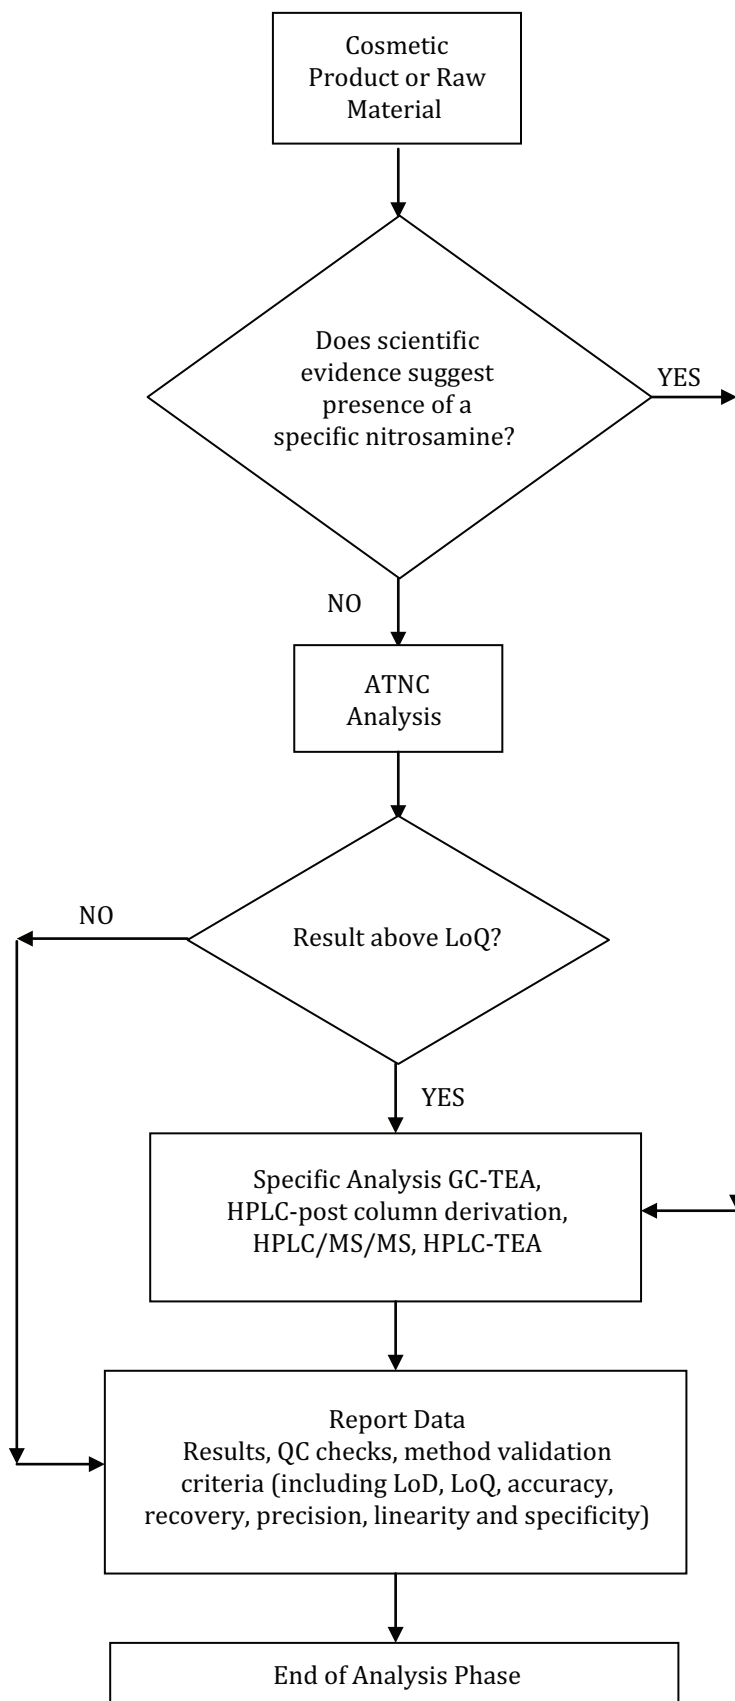 Cosmetic
Product or Raw
Material
Does scientific
evidence suggest
presence of a
specific nitrosamine?
YES
NO
ATNC
Analysis
NO
Result above LoQ?
YES
Specific Analysis GC-TEA,
HPLC-post column derivation,
HPLC/MS/MS, HPLC-TEA
Report Data
Results, QC checks, method validation
criteria (including LoD, LoQ, accuracy,
recovery, precision, linearity and specificity)
End of Analysis Phase